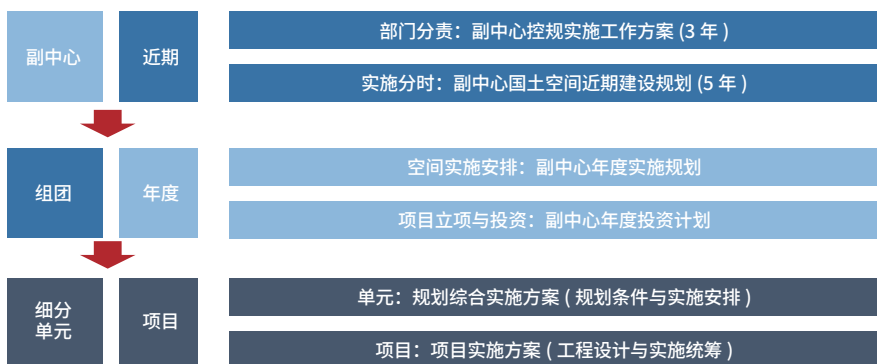 副中心
近期
部门分责：副中心控规实施工作方案 (3 年 )
实施分时：副中心国土空间近期建设规划 (5 年 )
组团
年度
空间实施安排：副中心年度实施规划
项目立项与投资：副中心年度投资计划
细分
单元
项目
单元：规划综合实施方案 ( 规划条件与实施安排 )
项目：项目实施方案 ( 工程设计与实施统筹 )